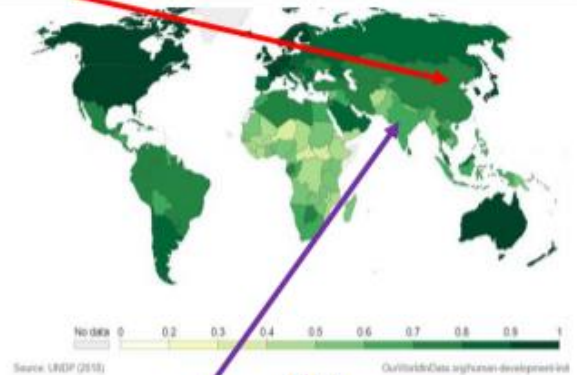 No data 0 0.2 0.3 0.4 0.5 0.6 0.7 0.8 0.9 1
Source: UNDP (2018)
OurWorldInData.org/human-development-ind